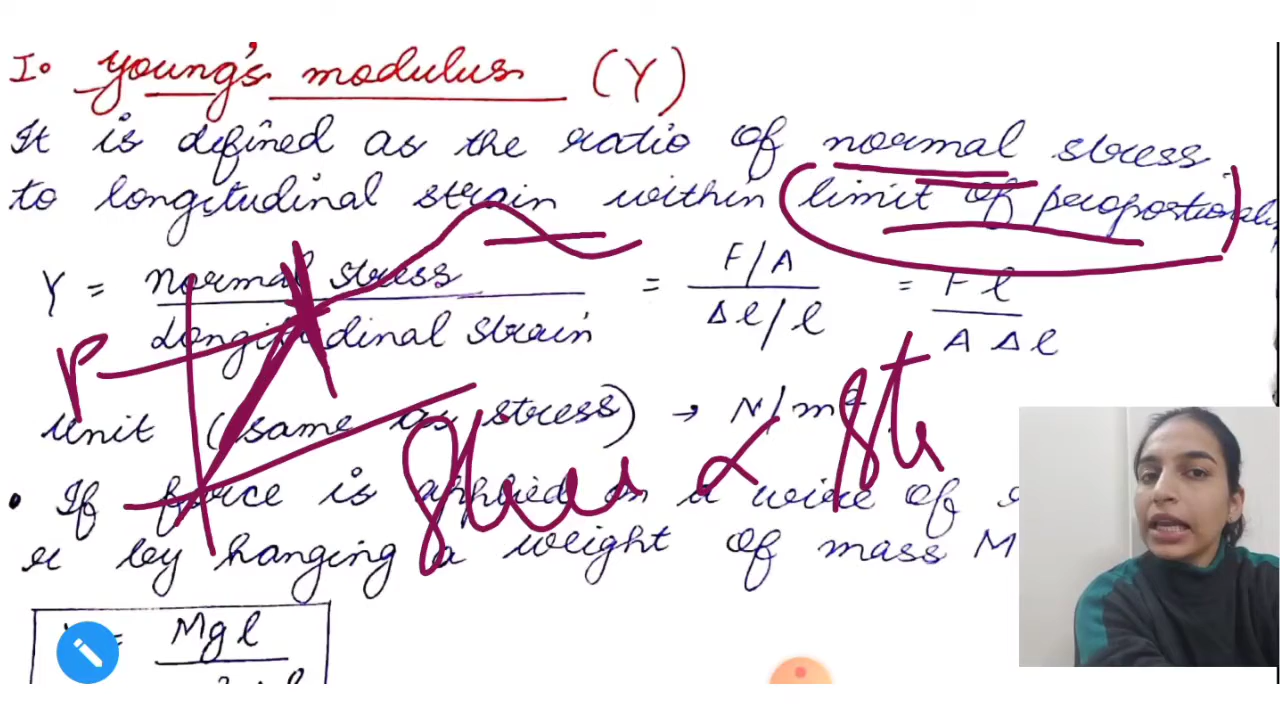 I. Young's modulus (Y)
It is defined as the ratio of normal stress
to longitudinal strain within limit of proportionality
Y = normal stress / Longitudinal strain = F/A / Δl/l = Fl / A Δl
P
unit (same as stress) → N/m²
Stress ∝ St
• If force is applied on a wire of
r by hanging a weight of mass M
= Mgl